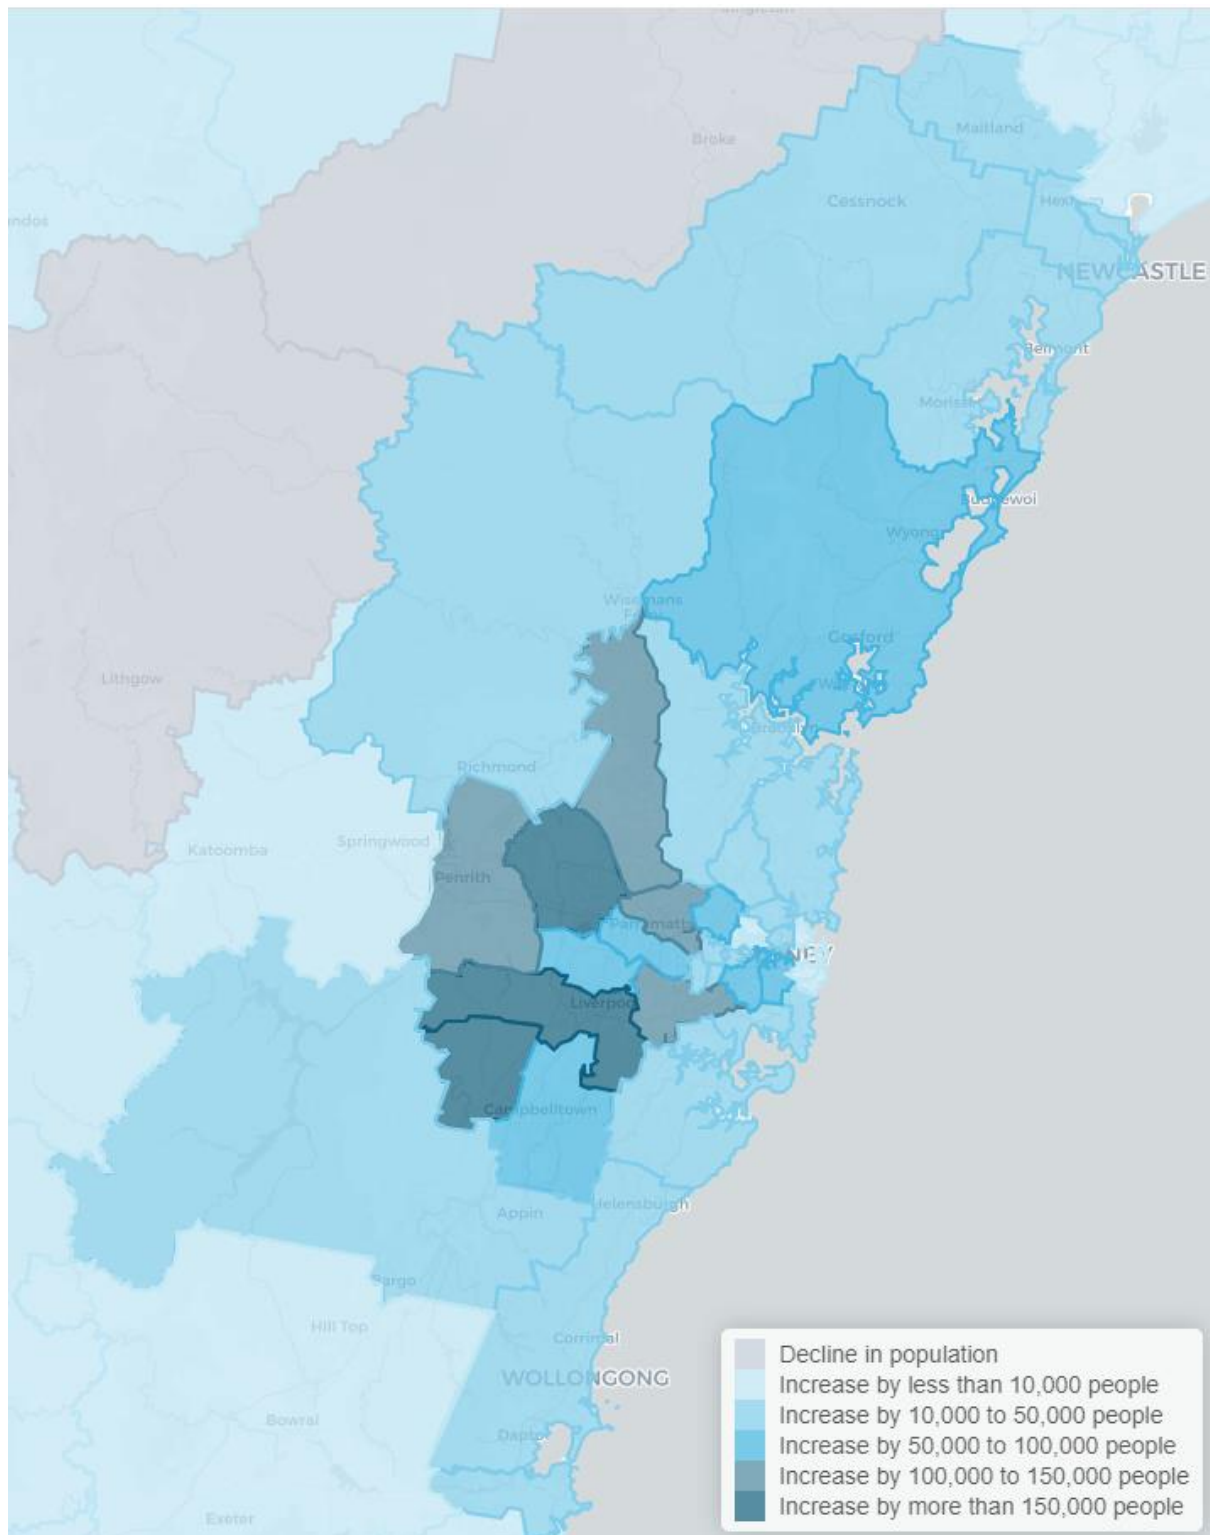 Broke
Maitland
Cessnock
NEWCASTLE
Belmont
Wyong
Wisemans
Gosford
Lithgow
Richmond
Katoomba
Springwood
Penrith
Liverpool
Campbelltown
Appin
Helensburgh
Bargo
Hill Top
Corrimal
WOLLONGONG
Bowral
Exeter
Decline in population
Increase by less than 10,000 people
Increase by 10,000 to 50,000 people
Increase by 50,000 to 100,000 people
Increase by 100,000 to 150,000 people
Increase by more than 150,000 people